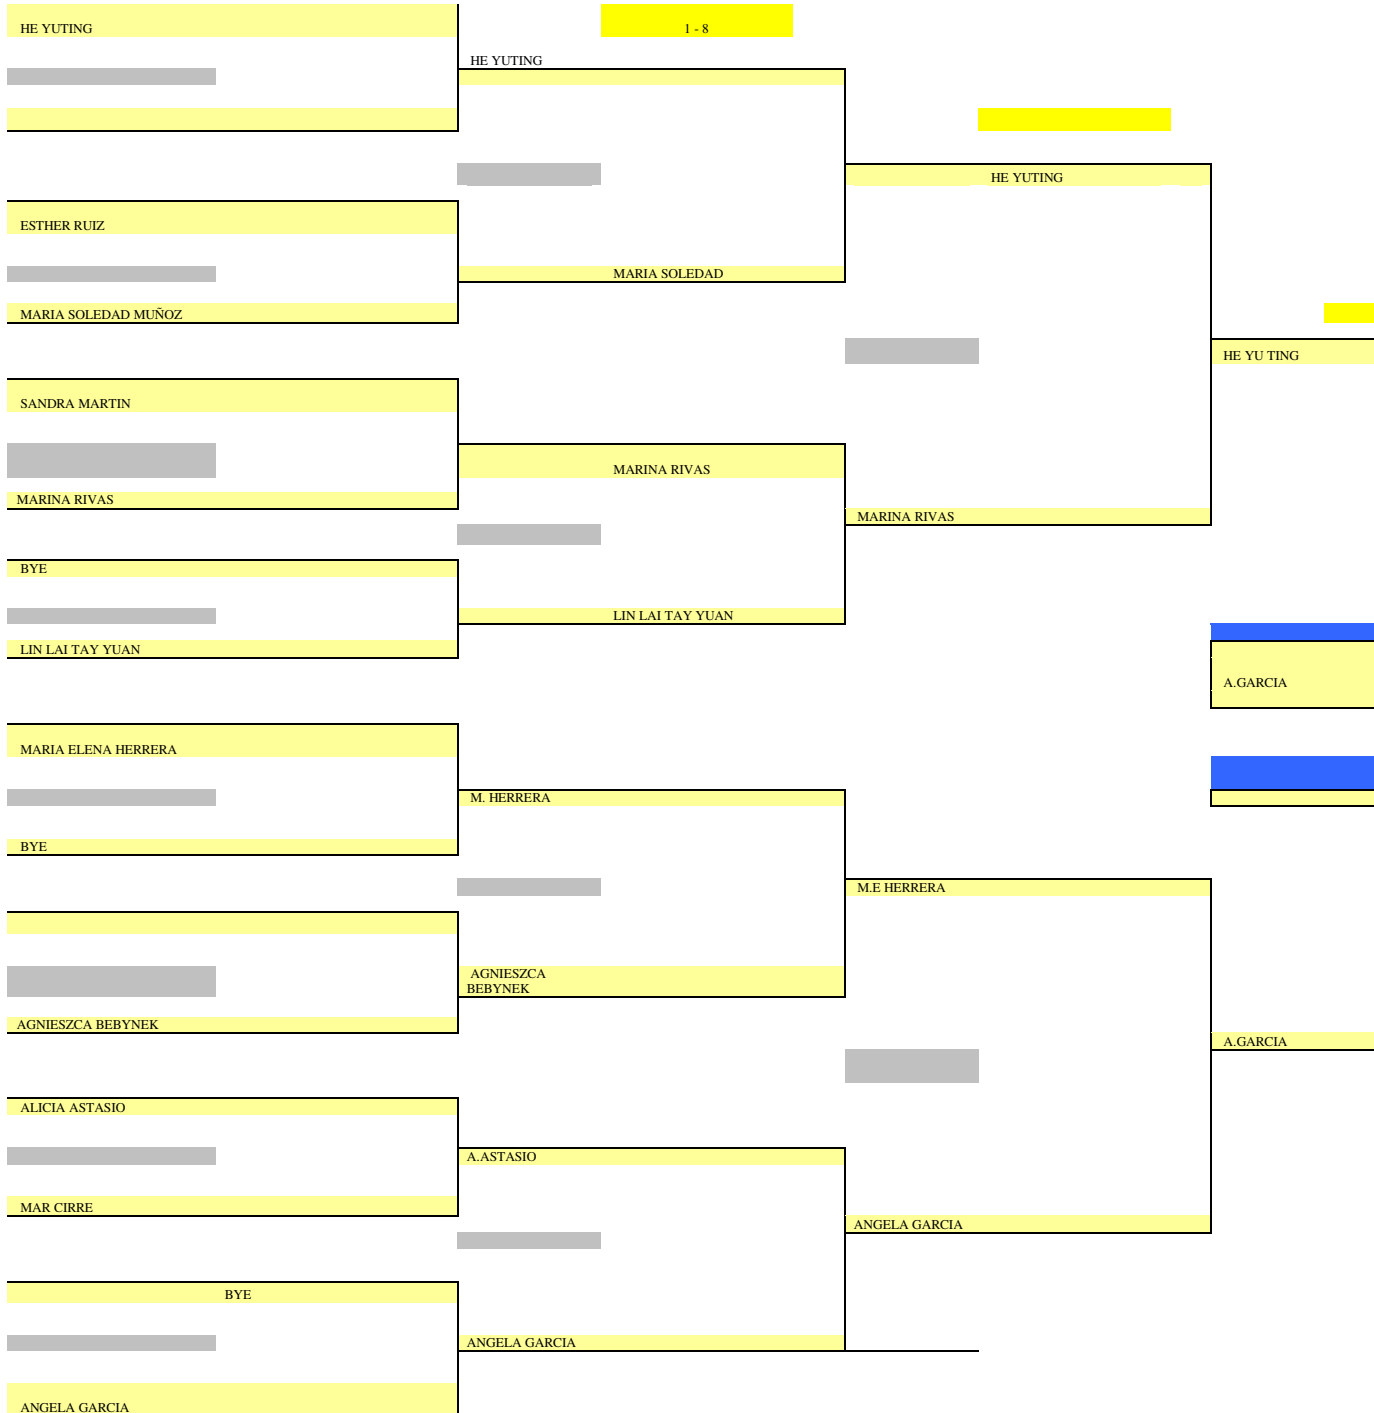 HE YUTING
1 - 8
HE YUTING
HE YUTING
ESTHER RUIZ
MARIA SOLEDAD
MARIA SOLEDAD MUÑOZ
HE YU TING
SANDRA MARTIN
MARINA RIVAS
MARINA RIVAS
MARINA RIVAS
BYE
LIN LAI TAY YUAN
LIN LAI TAY YUAN
A.GARCIA
MARIA ELENA HERRERA
M. HERRERA
BYE
M.E HERRERA
AGNIESZCA
BEBYNEK
AGNIESZCA BEBYNEK
A.GARCIA
ALICIA ASTASIO
A.ASTASIO
MAR CIRRE
ANGELA GARCIA
BYE
ANGELA GARCIA
ANGELA GARCIA